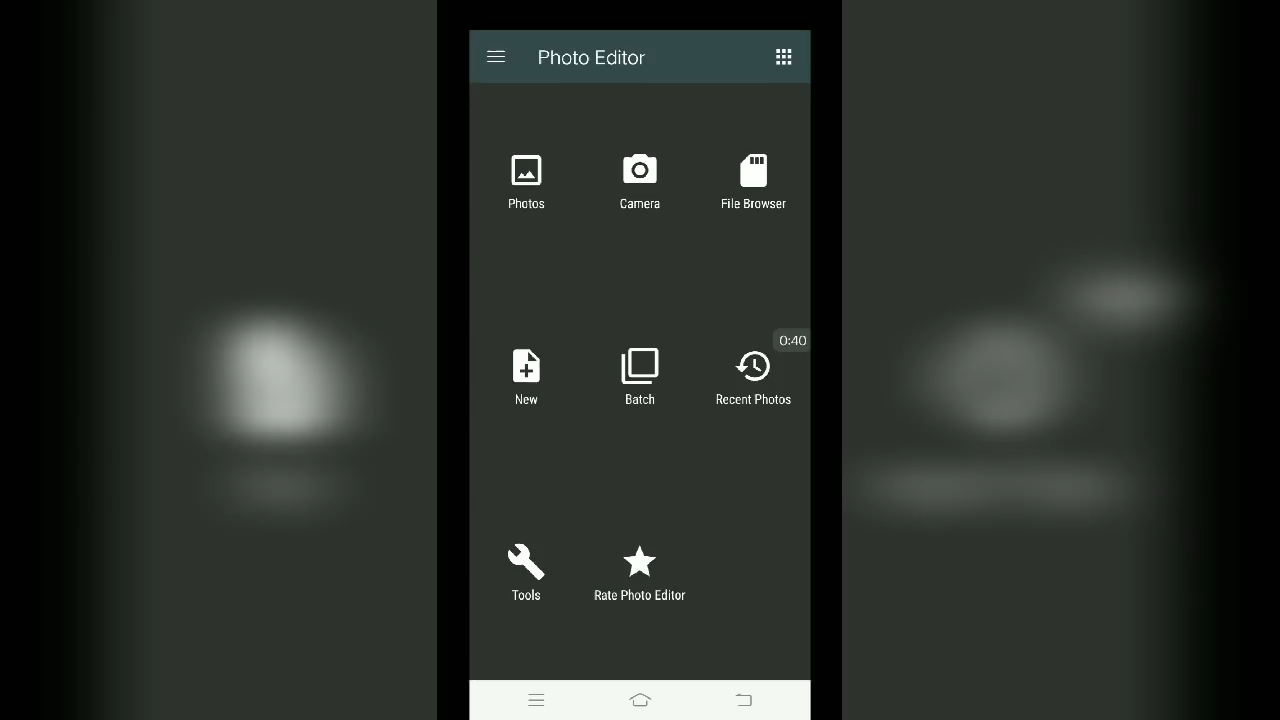 Photo Editor
Photos
Camera
File Browser
0:40
New
Batch
Recent Photos
Tools
Rate Photo Editor